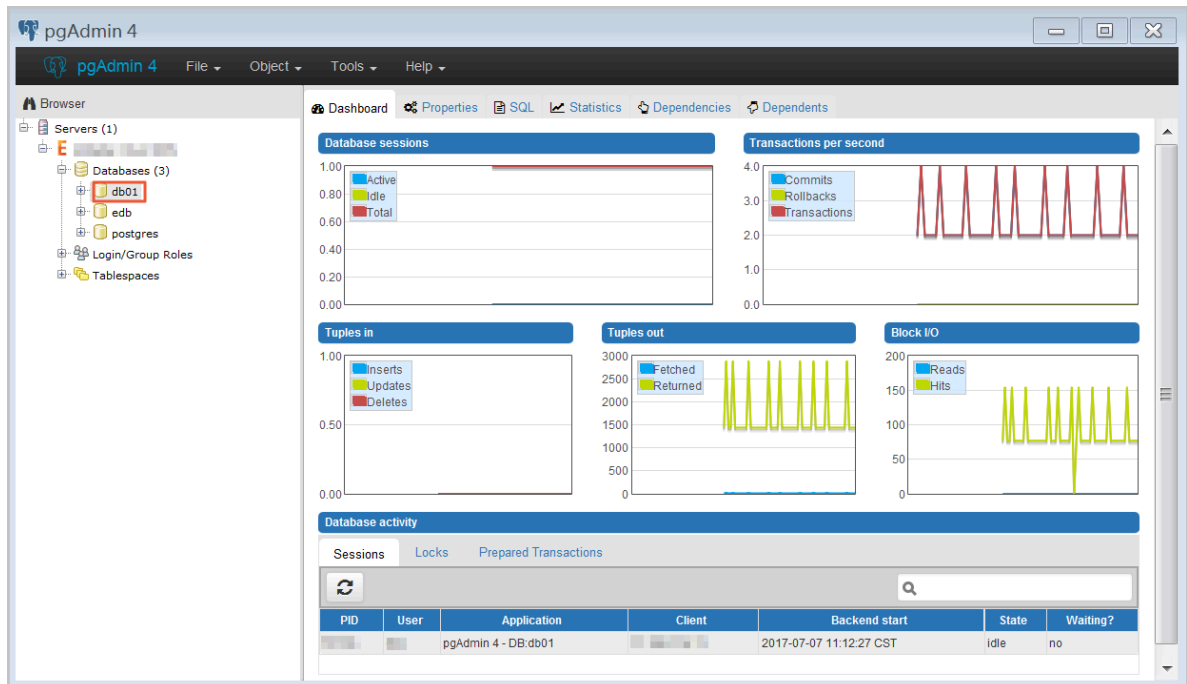 pgAdmin 4
pgAdmin 4 File Object Tools Help
Browser
Servers (1)
E
Databases (3)
db01
edb
postgres
Login/Group Roles
Tablespaces
Dashboard Properties SQL Statistics Dependencies Dependents
Database sessions
1.00
0.80
0.60
0.40
0.20
0.00
Active
Idle
Total
Transactions per second
4.0
3.0
2.0
1.0
0.0
Commits
Rollbacks
Transactions
Tuples in
1.00
0.50
0.00
Inserts
Updates
Deletes
Tuples out
3000
2500
2000
1500
1000
500
0
Fetched
Returned
Block I/O
200
150
100
50
0
Reads
Hits
Database activity
Sessions Locks Prepared Transactions
PID User Application Client Backend start State Waiting?
pgAdmin 4 - DB:db01 2017-07-07 11:12:27 CST idle no